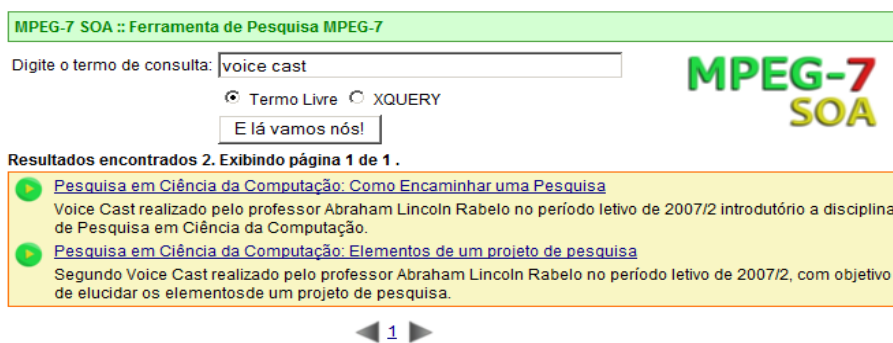 MPEG-7 SOA :: Ferramenta de Pesquisa MPEG-7
Digite o termo de consulta: voice cast
Termo Livre XQUERY
E lá vamos nós!
MPEG-7
SOA
Resultados encontrados 2. Exibindo página 1 de 1 .
Pesquisa em Ciência da Computação: Como Encaminhar uma Pesquisa
Voice Cast realizado pelo professor Abraham Lincoln Rabelo no período letivo de 2007/2 introdutório a disciplina
de Pesquisa em Ciência da Computação.
Pesquisa em Ciência da Computação: Elementos de um projeto de pesquisa
Segundo Voice Cast realizado pelo professor Abraham Lincoln Rabelo no período letivo de 2007/2, com objetivo
de elucidar os elementosde um projeto de pesquisa.
1